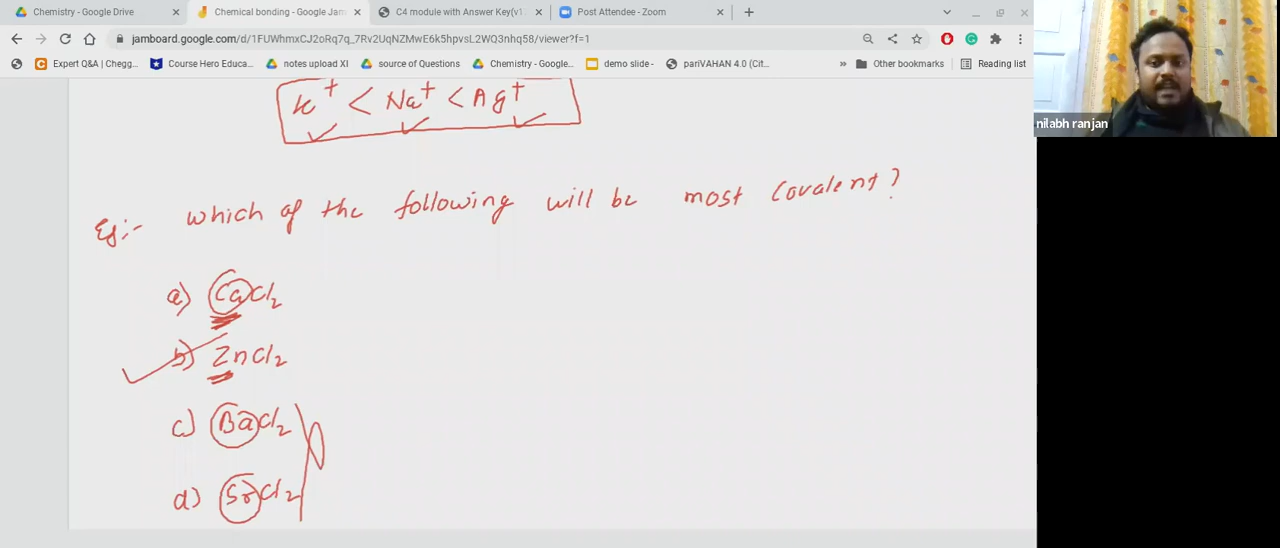 Chemistry - Google Drive
Chemical bonding - Google Jam
C4 module with Answer Key(v1
Post Attendee - Zoom
jamboard.google.com/d/1FUWhmxCJ2oRq7q_7Rv2UqNZMwE6k5hpvsL2WQ3nhq58/viewer?f=1
Expert Q&A | Chegg...
Course Hero Educa...
notes upload XI
source of Questions
Chemistry - Google...
demo slide -
pariVAHAN 4.0 (Cit...
»
Other bookmarks
Reading list
K+ < Na+ < Ag+
nilabh ranjan
Eg:- which of the following will be most covalent?
a) CaCl2
b) ZnCl2
c) BaCl2
d) SrCl2